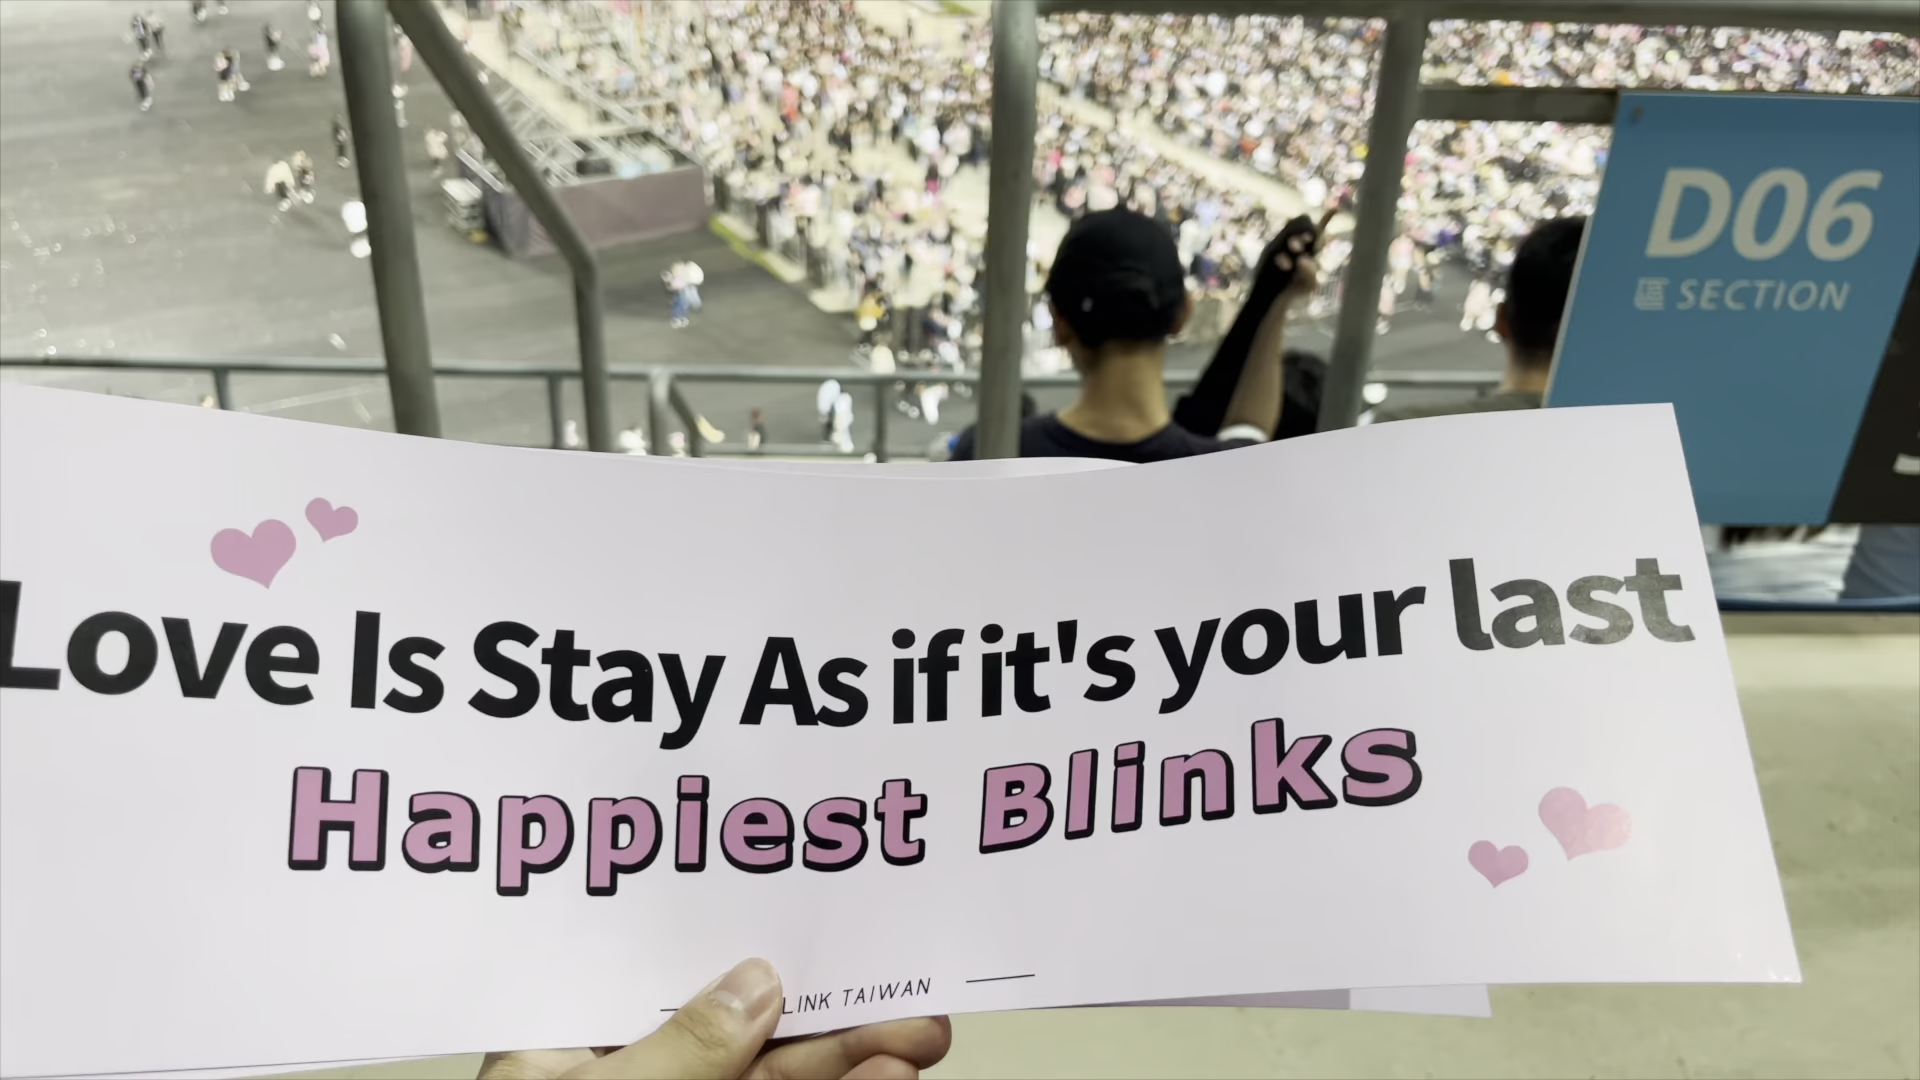 D06
區 SECTION
Love Is Stay As if it's your last
Happiest Blinks
LINK TAIWAN